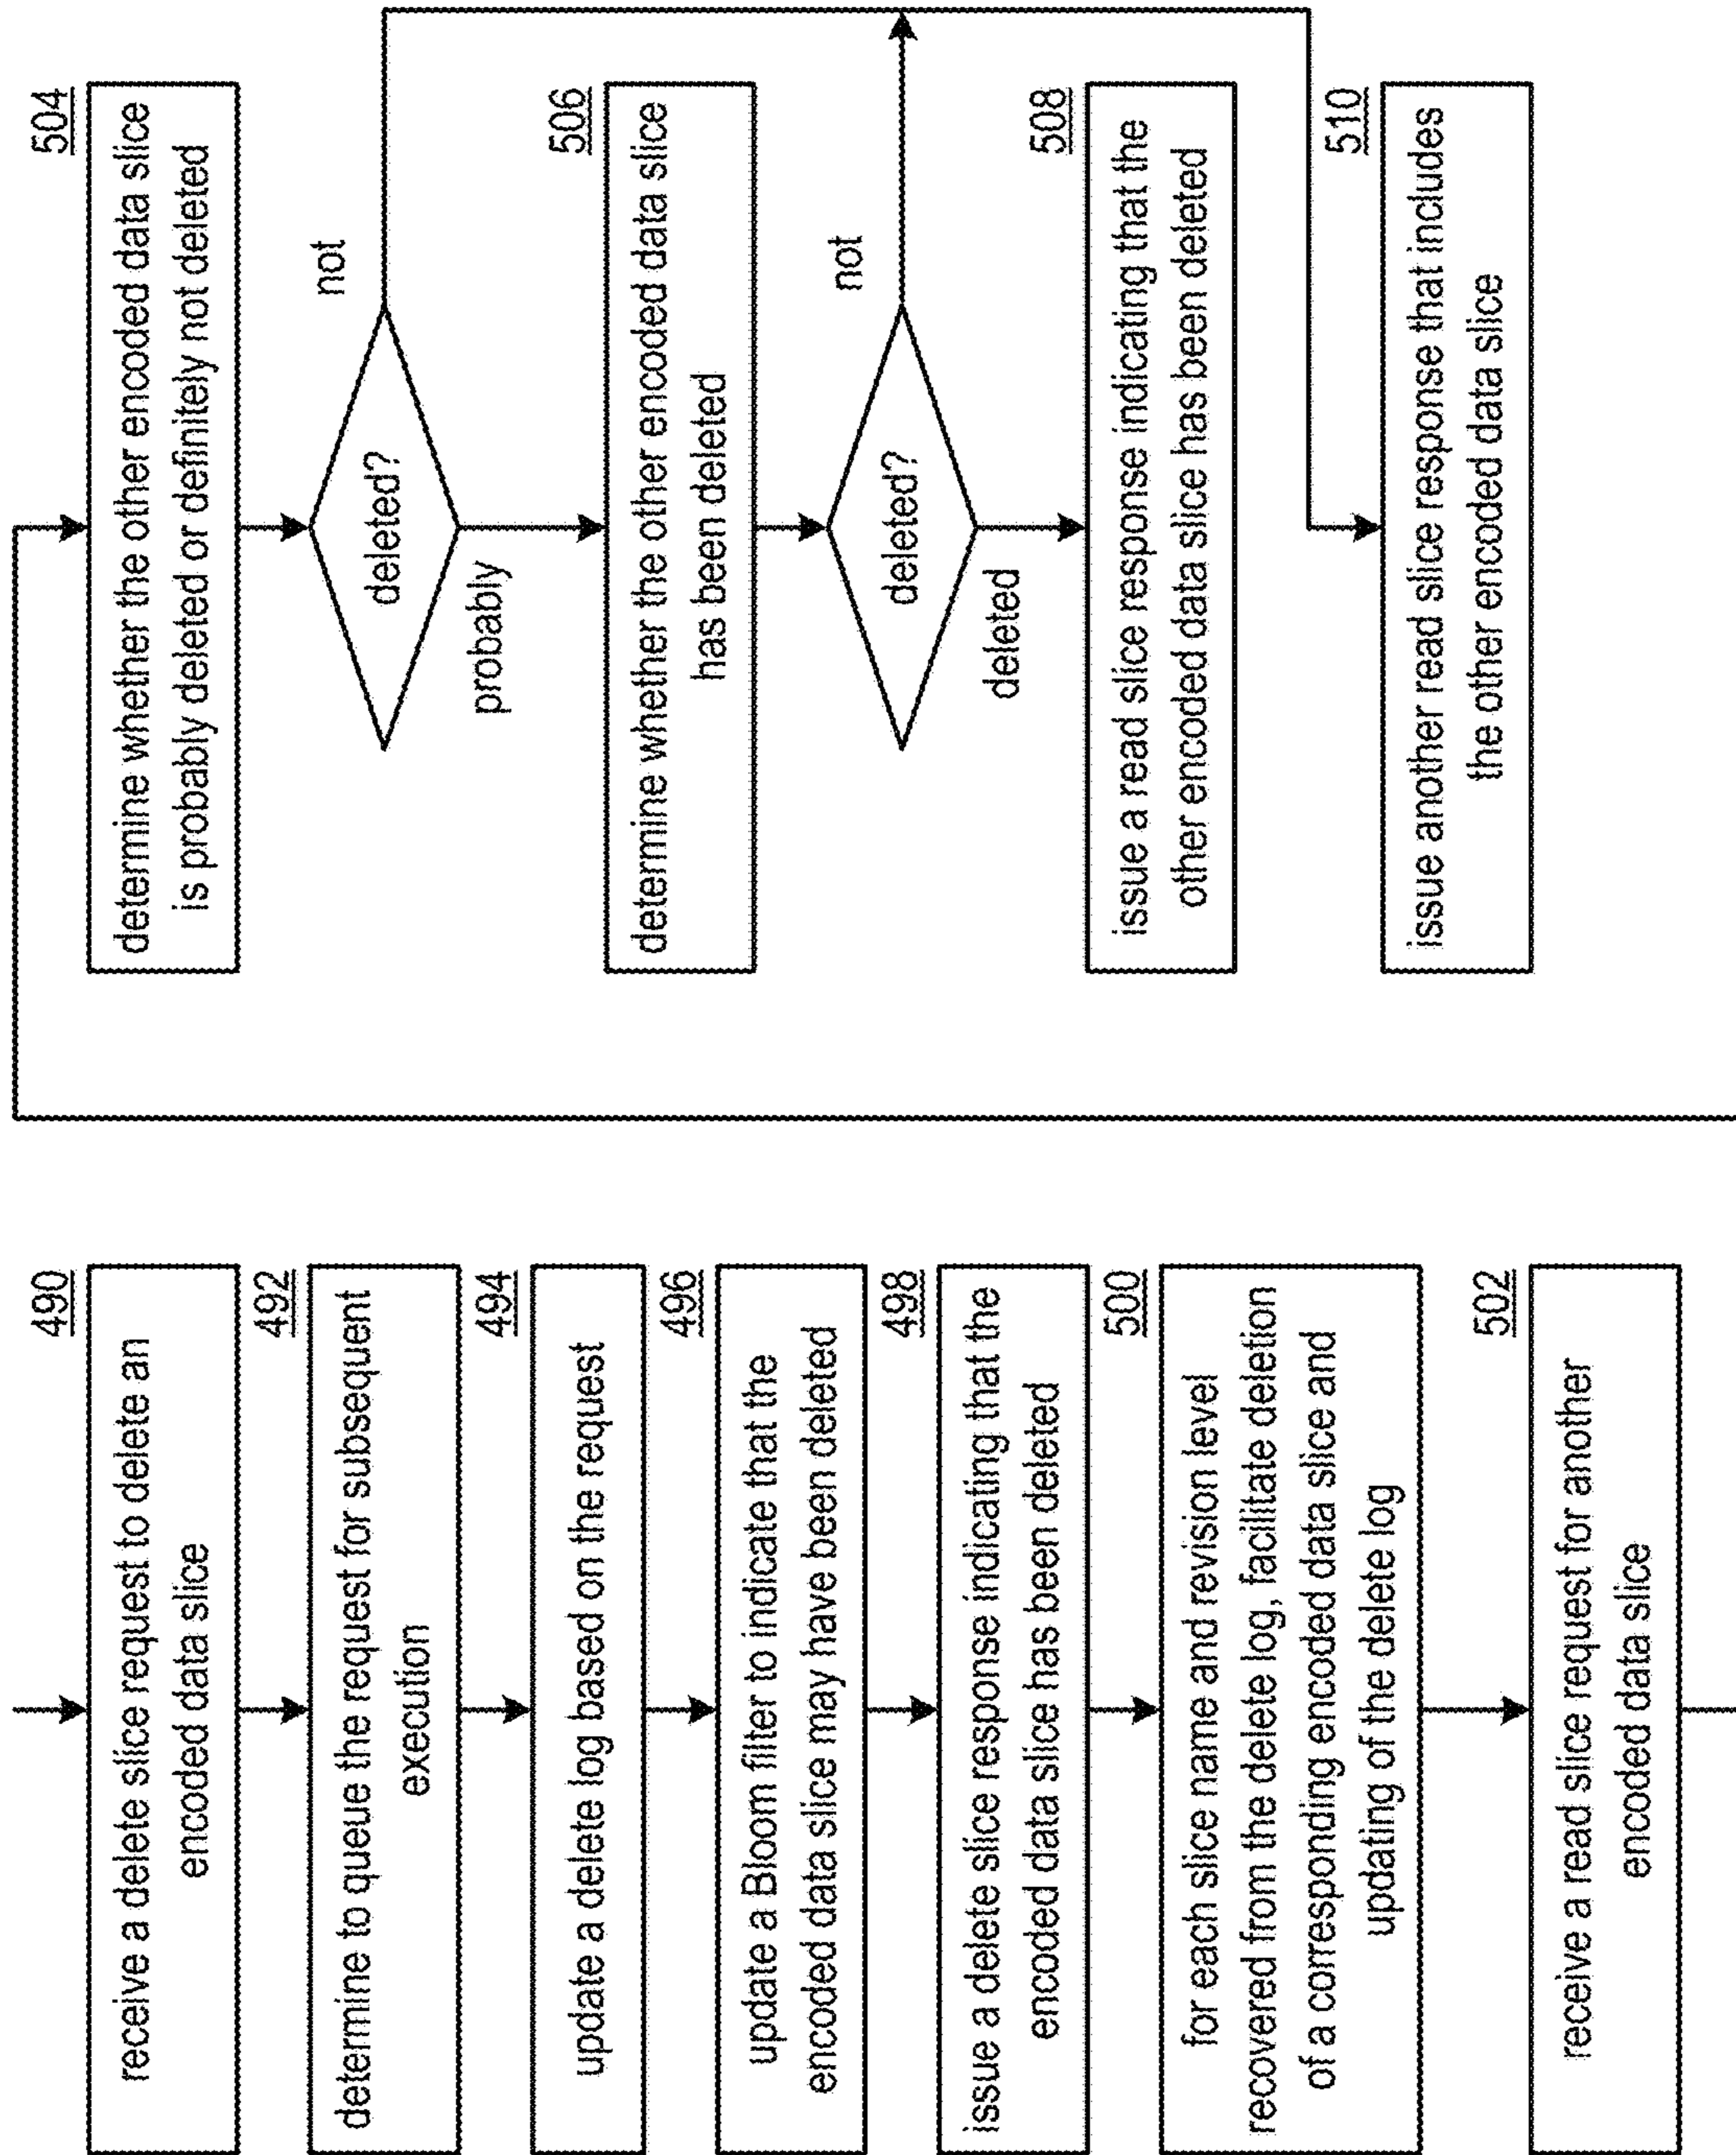 490
receive a delete slice request to delete an
encoded data slice
492
determine to queue the request for subsequent
execution
494
update a delete log based on the request
496
update a Bloom filter to indicate that the
encoded data slice may have been deleted
498
issue a delete slice response indicating that the
encoded data slice has been deleted
500
for each slice name and revision level
recovered from the delete log, facilitate deletion
of a corresponding encoded data slice and
updating of the delete log
502
receive a read slice request for another
encoded data slice
504
determine whether the other encoded data slice
is probably deleted or definitely not deleted
deleted?
not
probably
506
determine whether the other encoded data slice
has been deleted
deleted?
not
deleted
508
issue a read slice response indicating that the
other encoded data slice has been deleted
510
issue another read slice response that includes
the other encoded data slice